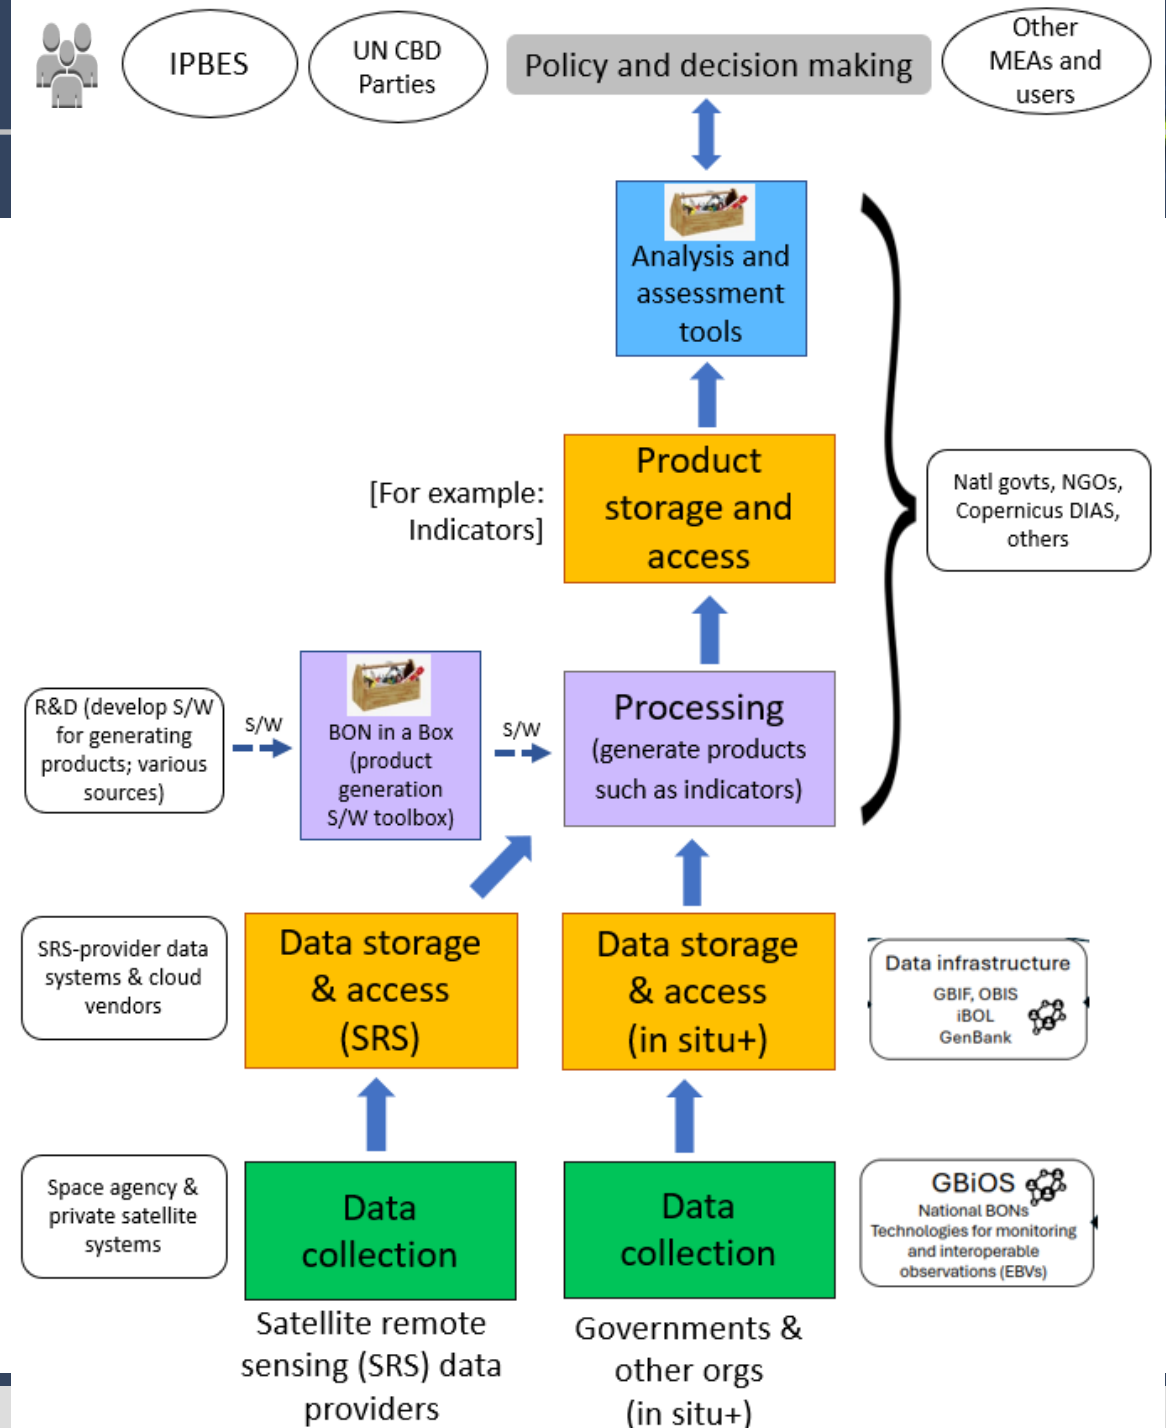 IPBES
UN CBD
Parties
Policy and decision making
Other
MEAs and
users
Analysis and
assessment
tools
[For example:
Indicators]
Product
storage and
access
Natl govts, NGOs,
Copernicus DIAS,
others
R&D (develop S/W
for generating
products; various
sources)
S/W
BON in a Box
(product
generation
S/W toolbox)
S/W
Processing
(generate products
such as indicators)
SRS-provider data
systems & cloud
vendors
Data storage
& access
(SRS)
Data storage
& access
(in situ+)
Data infrastructure
GBIF, OBIS
iBOL
GenBank
Space agency &
private satellite
systems
Data
collection
Data
collection
GBiOS
National BONs
Technologies for monitoring
and interoperable
observations (EBVs)
Satellite remote
sensing (SRS) data
providers
Governments &
other orgs
(in situ+)